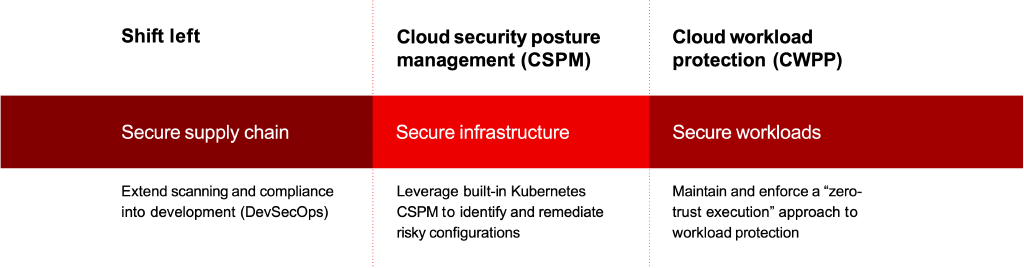 Shift left
Secure supply chain
Extend scanning and compliance
into development (DevSecOps)
Cloud security posture
management (CSPM)
Secure infrastructure
Leverage built-in Kubernetes
CSPM to identify and remediate
risky configurations
Cloud workload
protection (CWPP)
Secure workloads
Maintain and enforce a “zero-
trust execution” approach to
workload protection